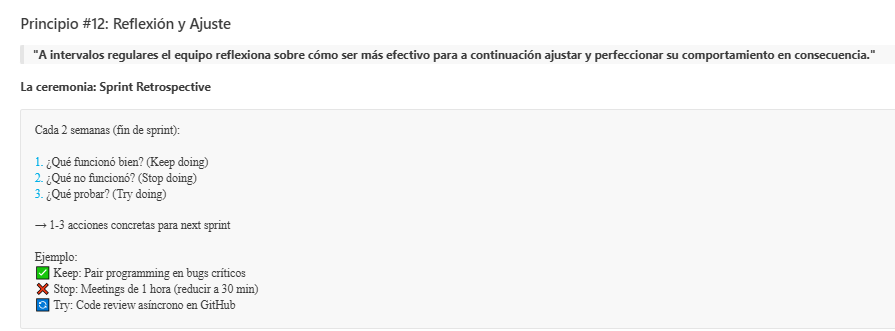 Principio #12: Reflexión y Ajuste
"A intervalos regulares el equipo reflexiona sobre cómo ser más efectivo para a continuación ajustar y perfeccionar su comportamiento en consecuencia."
La ceremonia: Sprint Retrospective
Cada 2 semanas (fin de sprint):
1. ¿Qué funcionó bien? (Keep doing)
2. ¿Qué no funcionó? (Stop doing)
3. ¿Qué probar? (Try doing)
→ 1-3 acciones concretas para next sprint
Ejemplo:
✅ Keep: Pair programming en bugs críticos
❌ Stop: Meetings de 1 hora (reducir a 30 min)
🔄 Try: Code review asíncrono en GitHub